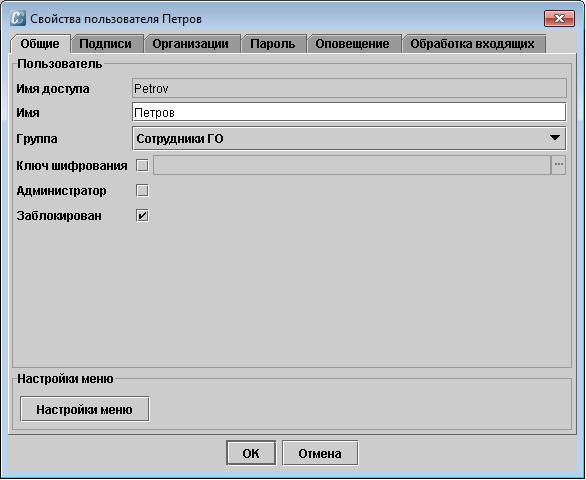 Свойства пользователя Петров
Общие Подписи Организации Пароль Оповещение Обработка входящих
Пользователь
Имя доступа Petrov
Имя Петров
Группа Сотрудники ГО
Ключ шифрования ...
Администратор
Заблокирован
Настройки меню
Настройки меню
OK Отмена